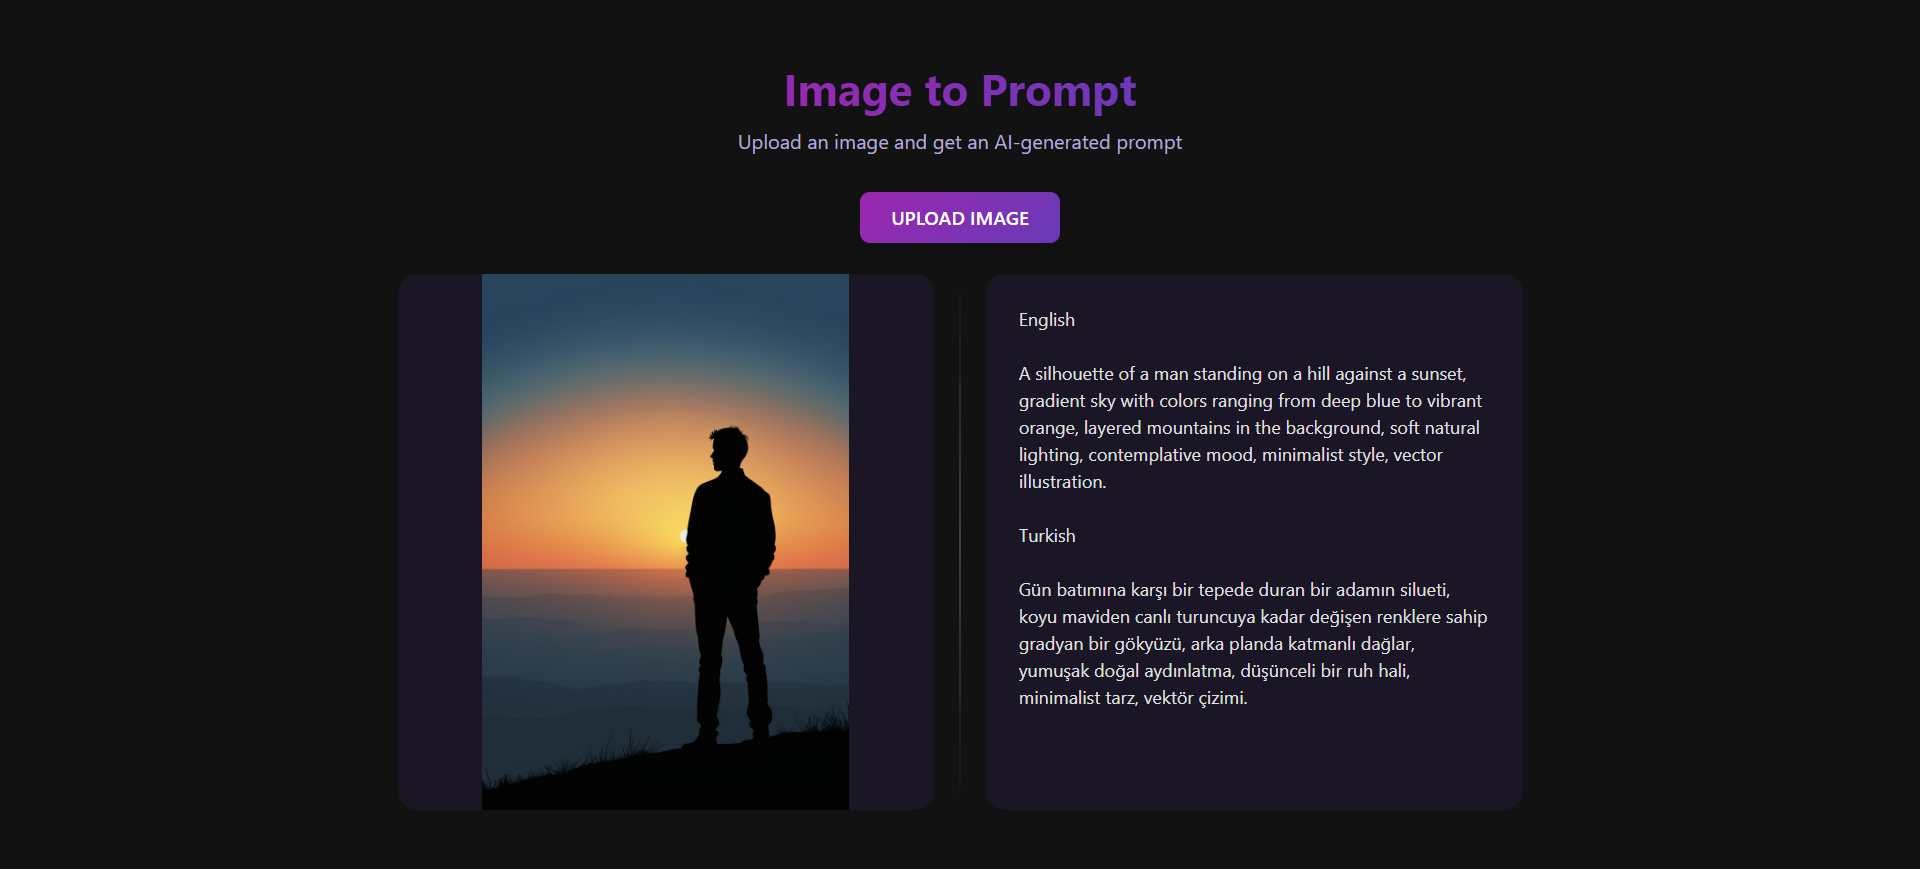 Image to Prompt
Upload an image and get an AI-generated prompt
UPLOAD IMAGE
English
A silhouette of a man standing on a hill against a sunset,
gradient sky with colors ranging from deep blue to vibrant
orange, layered mountains in the background, soft natural
lighting, contemplative mood, minimalist style, vector
illustration.
Turkish
Gün batımına karşı bir tepede duran bir adamın silueti,
koyu maviden canlı turuncuya kadar değişen renklere sahip
gradyan bir gökyüzü, arka planda katmanlı dağlar,
yumuşak doğal aydınlatma, düşünceli bir ruh hali,
minimalist tarz, vektör çizimi.